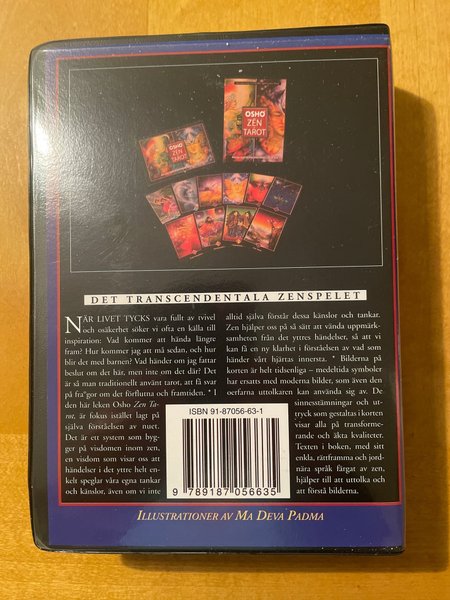 OSHO
ZEN
TAROT
OSHO
ZEN
TAROT
DET TRANSCENDENTALA ZENSPELET
NÄR LIVET TYCKS vara fullt av tvivel
och osäkerhet söker vi ofta en källa till
inspiration: Vad kommer att hända längre
fram? Hur kommer jag att må sedan, och hur
blir det med barnen? Vad händer om jag fattar
beslut om det här, men inte om det där? Det
är så man traditionellt använt tarot, att få svar
på fra°gor om det förflutna och framtiden. * I
den här leken Osho Zen Ta-
rot, är fokus istället lagt på
själva förståelsen av nuet.
Det är ett system som byg-
ger på visdomen inom zen,
en visdom som visar oss att
händelser i det yttre helt en-
kelt speglar våra egna tankar
och känslor, även om vi inte
alltid själva förstår dessa känslor och tankar.
Zen hjälper oss på så sätt att vända uppmärk-
samheten från det yttres händelser, så att vi
kan få en ny klarhet i förståelsen av vad som
händer vårt hjärtas innersta. * Bilderna på
korten är helt tidsenliga – medeltida symboler
har ersatts med moderna bilder, som även den
oerfarna uttolkaren kan använda sig av. De
sinnesstämningar och ut-
tryck som gestaltas i korten
visar alla på transforme-
rande och äkta kvaliteter.
Texten i boken, med sitt
enkla, rättframma och jord-
nära språk färgat av zen,
hjälper till att uttolka och
att förstå bilderna.
ISBN 91-87056-63-1
9 789187 056635
ILLUSTRATIONER AV MA DEVA PADMA